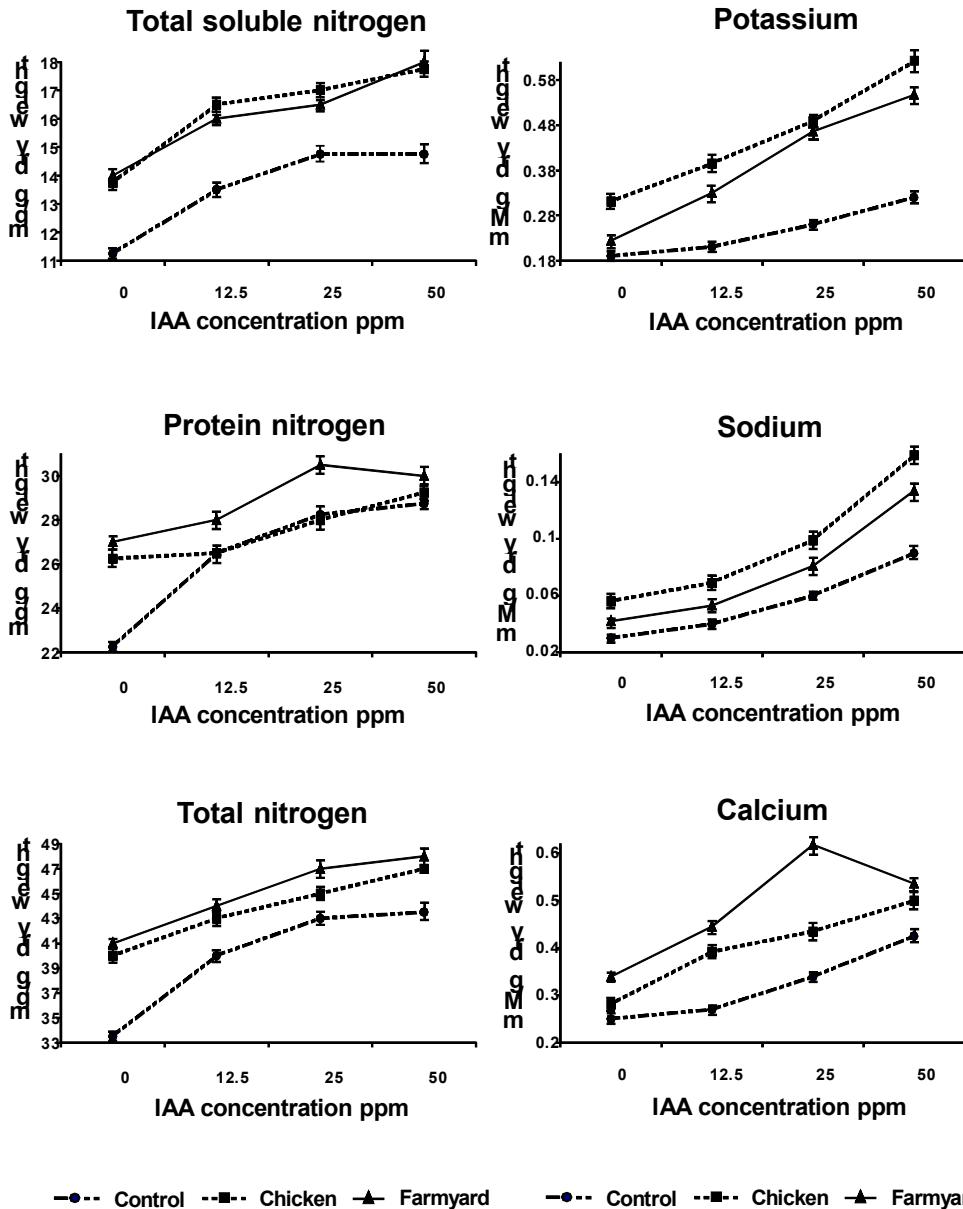 Total soluble nitrogen
mg/g dry weight
18
17
16
15
14
13
12
11
0 12.5 25 50
IAA concentration ppm
Potassium
mM/g dry weight
0.58
0.48
0.38
0.28
0.18
0 12.5 25 50
IAA concentration ppm
Protein nitrogen
mg/g dry weight
30
28
26
24
22
0 12.5 25 50
IAA concentration ppm
Sodium
mM/g dry weight
0.14
0.1
0.06
0.02
0 12.5 25 50
IAA concentration ppm
Total nitrogen
mg/g dry weight
49
47
45
43
41
39
37
35
33
0 12.5 25 50
IAA concentration ppm
Calcium
mM/g dry weight
0.6
0.5
0.4
0.3
0.2
0 12.5 25 50
IAA concentration ppm
Control Chicken Farmyard
Control Chicken Farmyar